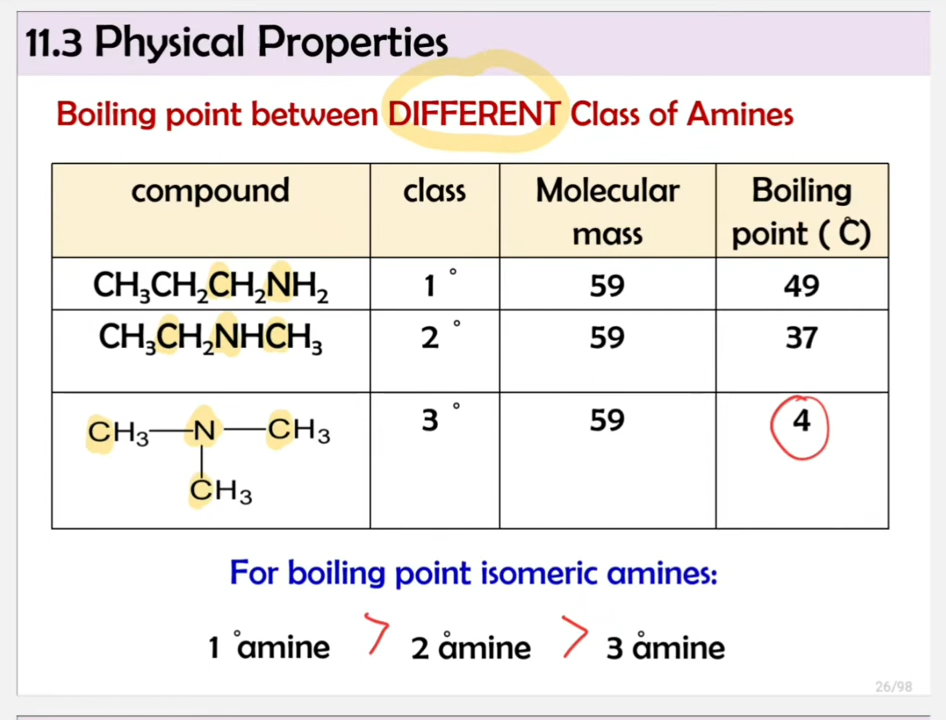 11.3 Physical Properties
Boiling point between DIFFERENT Class of Amines
compound class Molecular mass Boiling point ( °C)
CH₃CH₂CH₂NH₂ 1 ° 59 49
CH₃CH₂NHCH₃ 2 ° 59 37
CH₃—N—CH₃ 3 ° 59 4
CH₃
For boiling point isomeric amines:
1 °amine > 2 °amine > 3 °amine
26/98